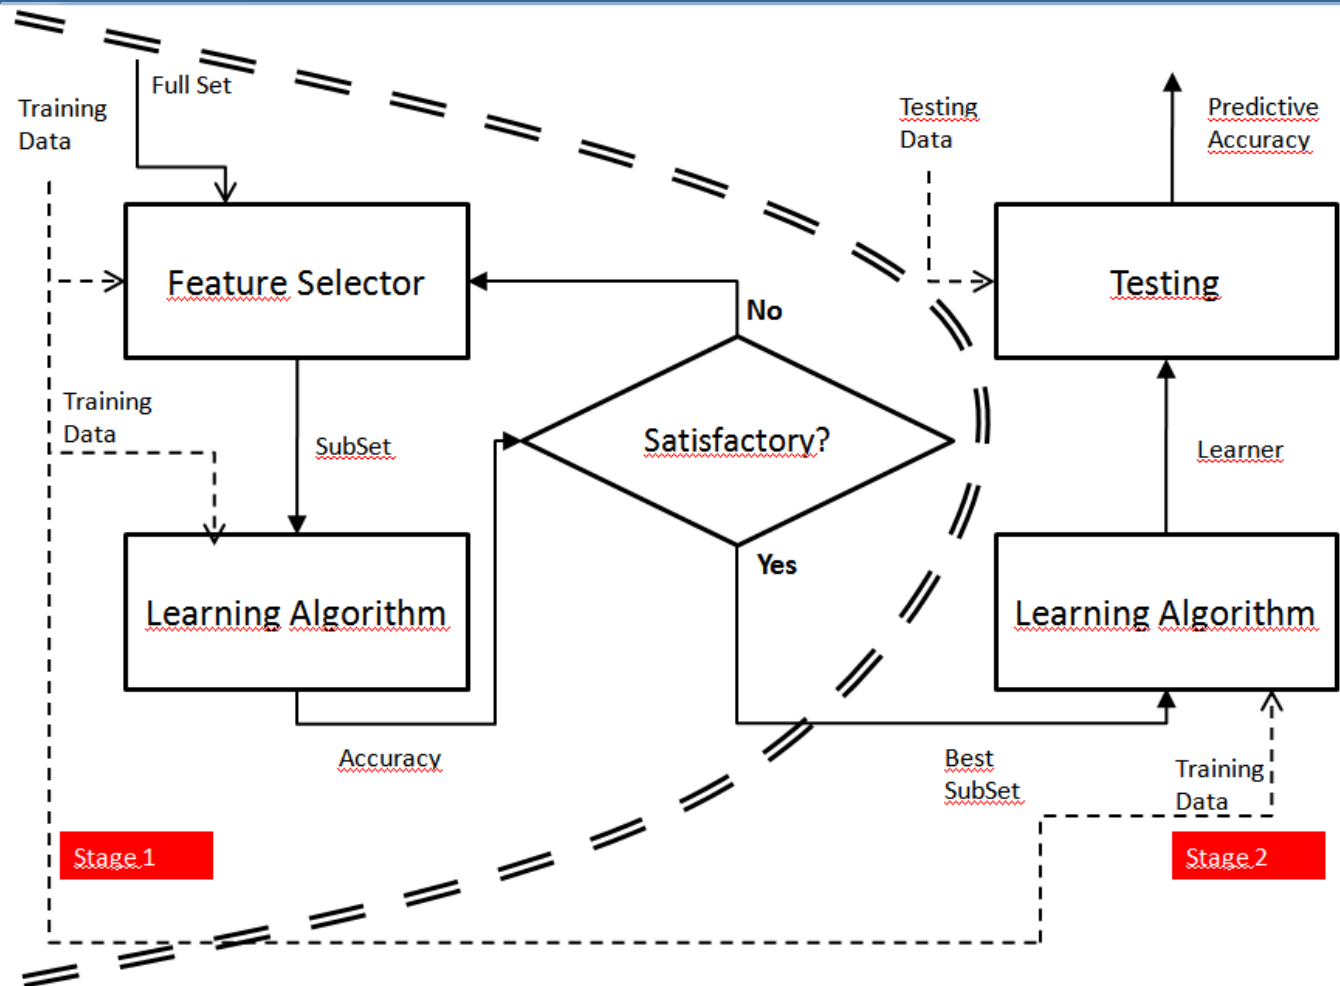 Full Set
Training
Data
Testing
Data
Predictive
Accuracy
Feature Selector
Testing
No
Training
Data
SubSet
Satisfactory?
Learner
Yes
Learning Algorithm
Learning Algorithm
Accuracy
Best
SubSet
Training
Data
Stage 1
Stage 2